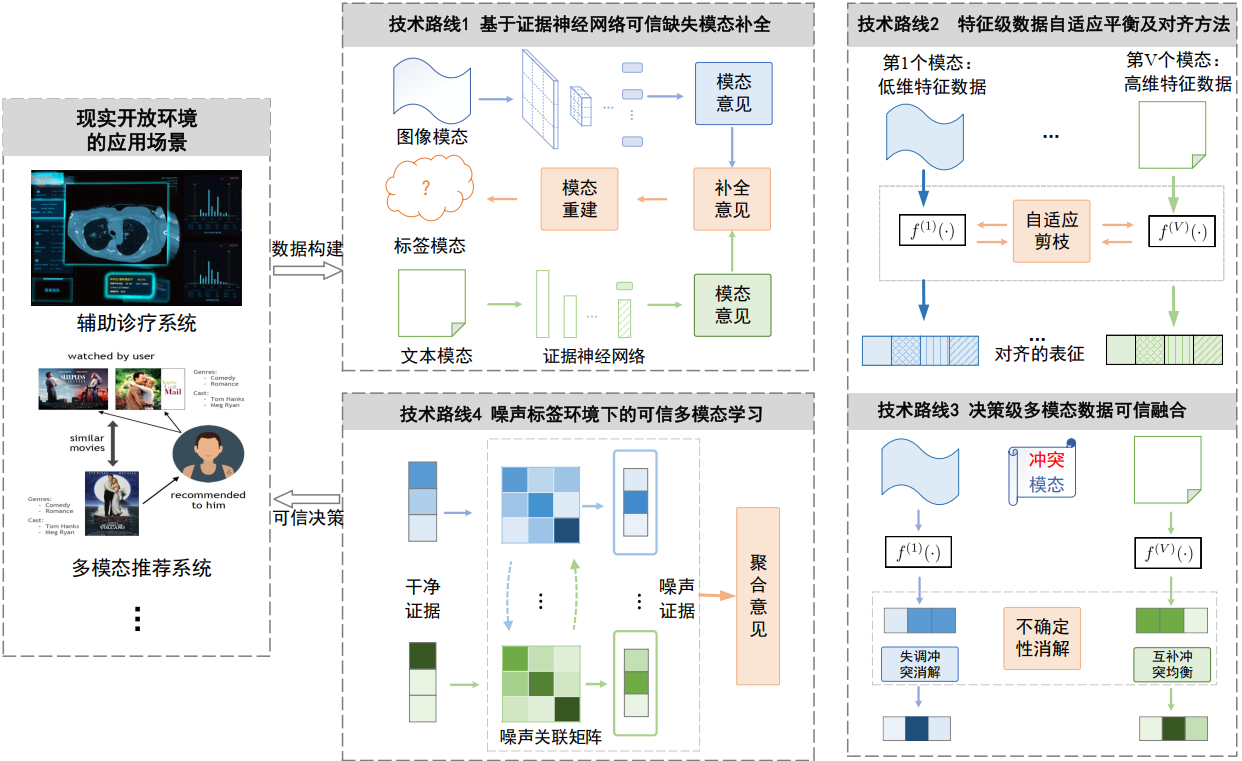 现实开放环境
的应用场景
辅助诊疗系统
watched by user
Genres:
- Comedy
- Romance
Cast:
- Tom Hanks
- Meg Ryan
similar
movies
recommended
to him
Genres:
- Comedy
- Romance
Cast:
- Tom Hanks
- Meg Ryan
多模态推荐系统
数据构建
可信决策
技术路线1 基于证据神经网络可信缺失模态补全
图像模态
模态
意见
?
标签模态
模态
重建
补全
意见
文本模态
证据神经网络
模态
意见
技术路线2 特征级数据自适应平衡及对齐方法
第1个模态:
低维特征数据
...
第V个模态:
高维特征数据
f⁽¹⁾(·)
自适应
剪枝
f⁽ⱽ⁾(·)
...
对齐的表征
技术路线4 噪声标签环境下的可信多模态学习
干净
证据
噪声
证据
噪声关联矩阵
聚合意见
技术路线3 决策级多模态数据可信融合
冲突
模态
f⁽¹⁾(·)
f⁽ⱽ⁾(·)
不确定
性消解
失调冲
突消解
互补冲
突均衡